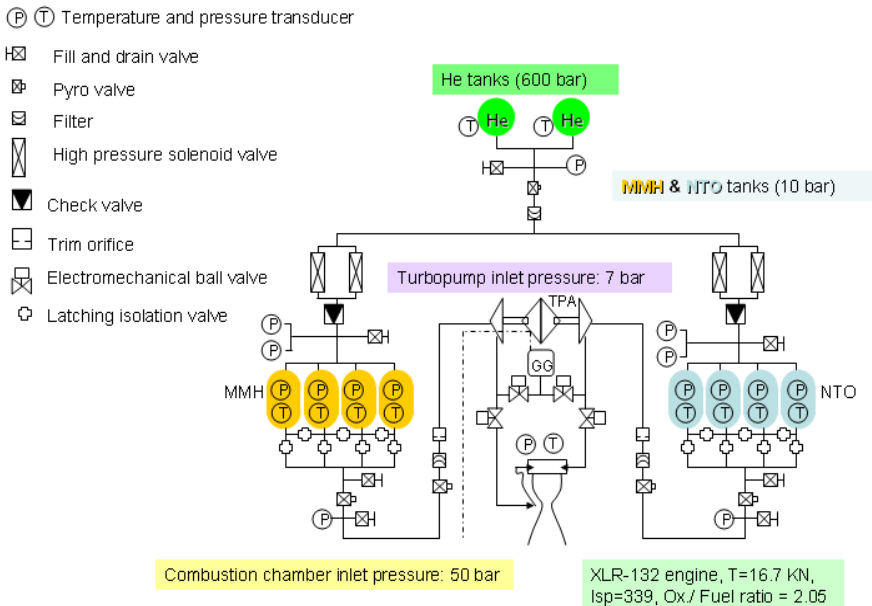 P T Temperature and pressure transducer
Fill and drain valve
Pyro valve
Filter
High pressure solenoid valve
Check valve
Trim orifice
Electromechanical ball valve
Latching isolation valve
He tanks (600 bar)
He He
T T
P
MMH & NTO tanks (10 bar)
Turbopump inlet pressure: 7 bar
TPA
P
P
GG
P
P
MMH
P P P P
T T T T
P P P P
T T T T
NTO
P T
P
P
Combustion chamber inlet pressure: 50 bar
XLR-132 engine, T=16.7 KN,
Isp=339, Ox./ Fuel ratio = 2.05